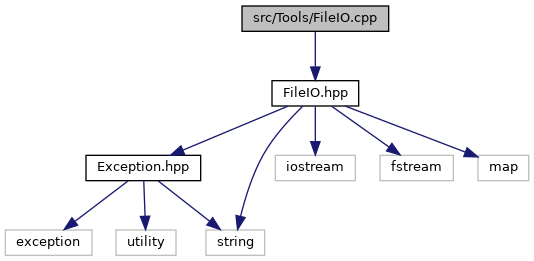 src/Tools/FileIO.cpp
FileIO.hpp
Exception.hpp
iostream
fstream
map
exception
utility
string